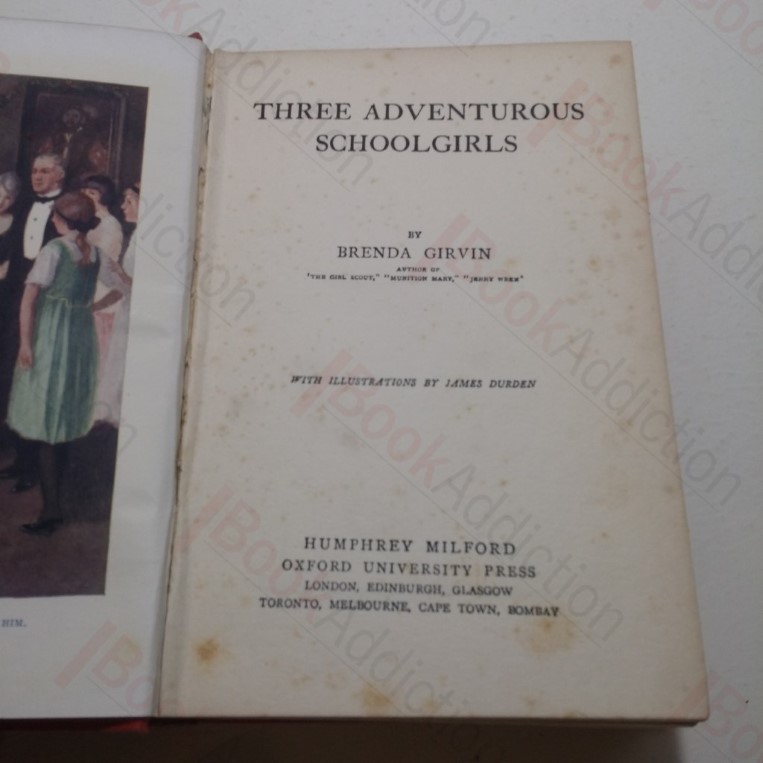 THREE ADVENTUROUS
SCHOOLGIRLS
BY
BRENDA GIRVIN
AUTHOR OF
"THE GIRL SCOUT," "MUNITION MARY," "JENNY WREN"
WITH ILLUSTRATIONS BY JAMES DURDEN
HUMPHREY MILFORD
OXFORD UNIVERSITY PRESS
LONDON, EDINBURGH, GLASGOW
TORONTO, MELBOURNE, CAPE TOWN, BOMBAY
HIM.
BookAddiction